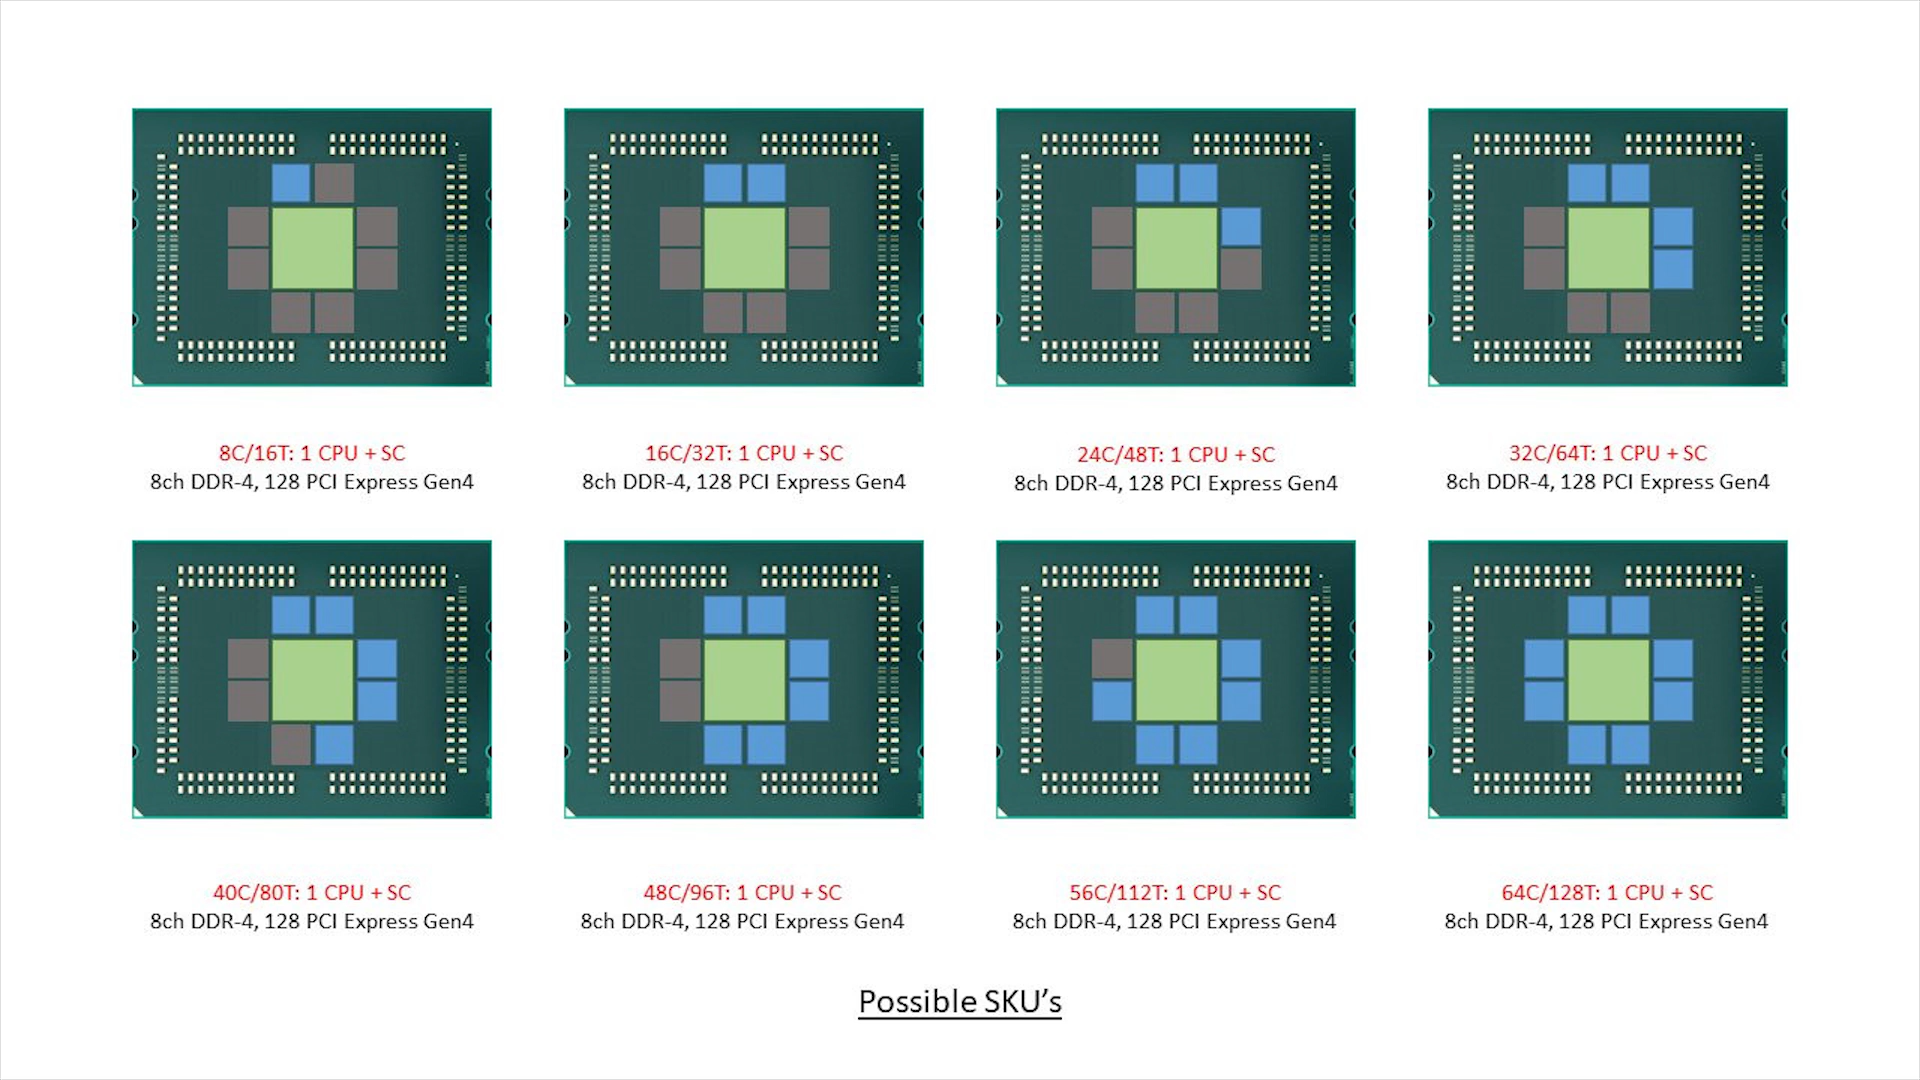 8C/16T: 1 CPU + SC
8ch DDR-4, 128 PCI Express Gen4
16C/32T: 1 CPU + SC
8ch DDR-4, 128 PCI Express Gen4
24C/48T: 1 CPU + SC
8ch DDR-4, 128 PCI Express Gen4
32C/64T: 1 CPU + SC
8ch DDR-4, 128 PCI Express Gen4
40C/80T: 1 CPU + SC
8ch DDR-4, 128 PCI Express Gen4
48C/96T: 1 CPU + SC
8ch DDR-4, 128 PCI Express Gen4
56C/112T: 1 CPU + SC
8ch DDR-4, 128 PCI Express Gen4
64C/128T: 1 CPU + SC
8ch DDR-4, 128 PCI Express Gen4
Possible SKU’s